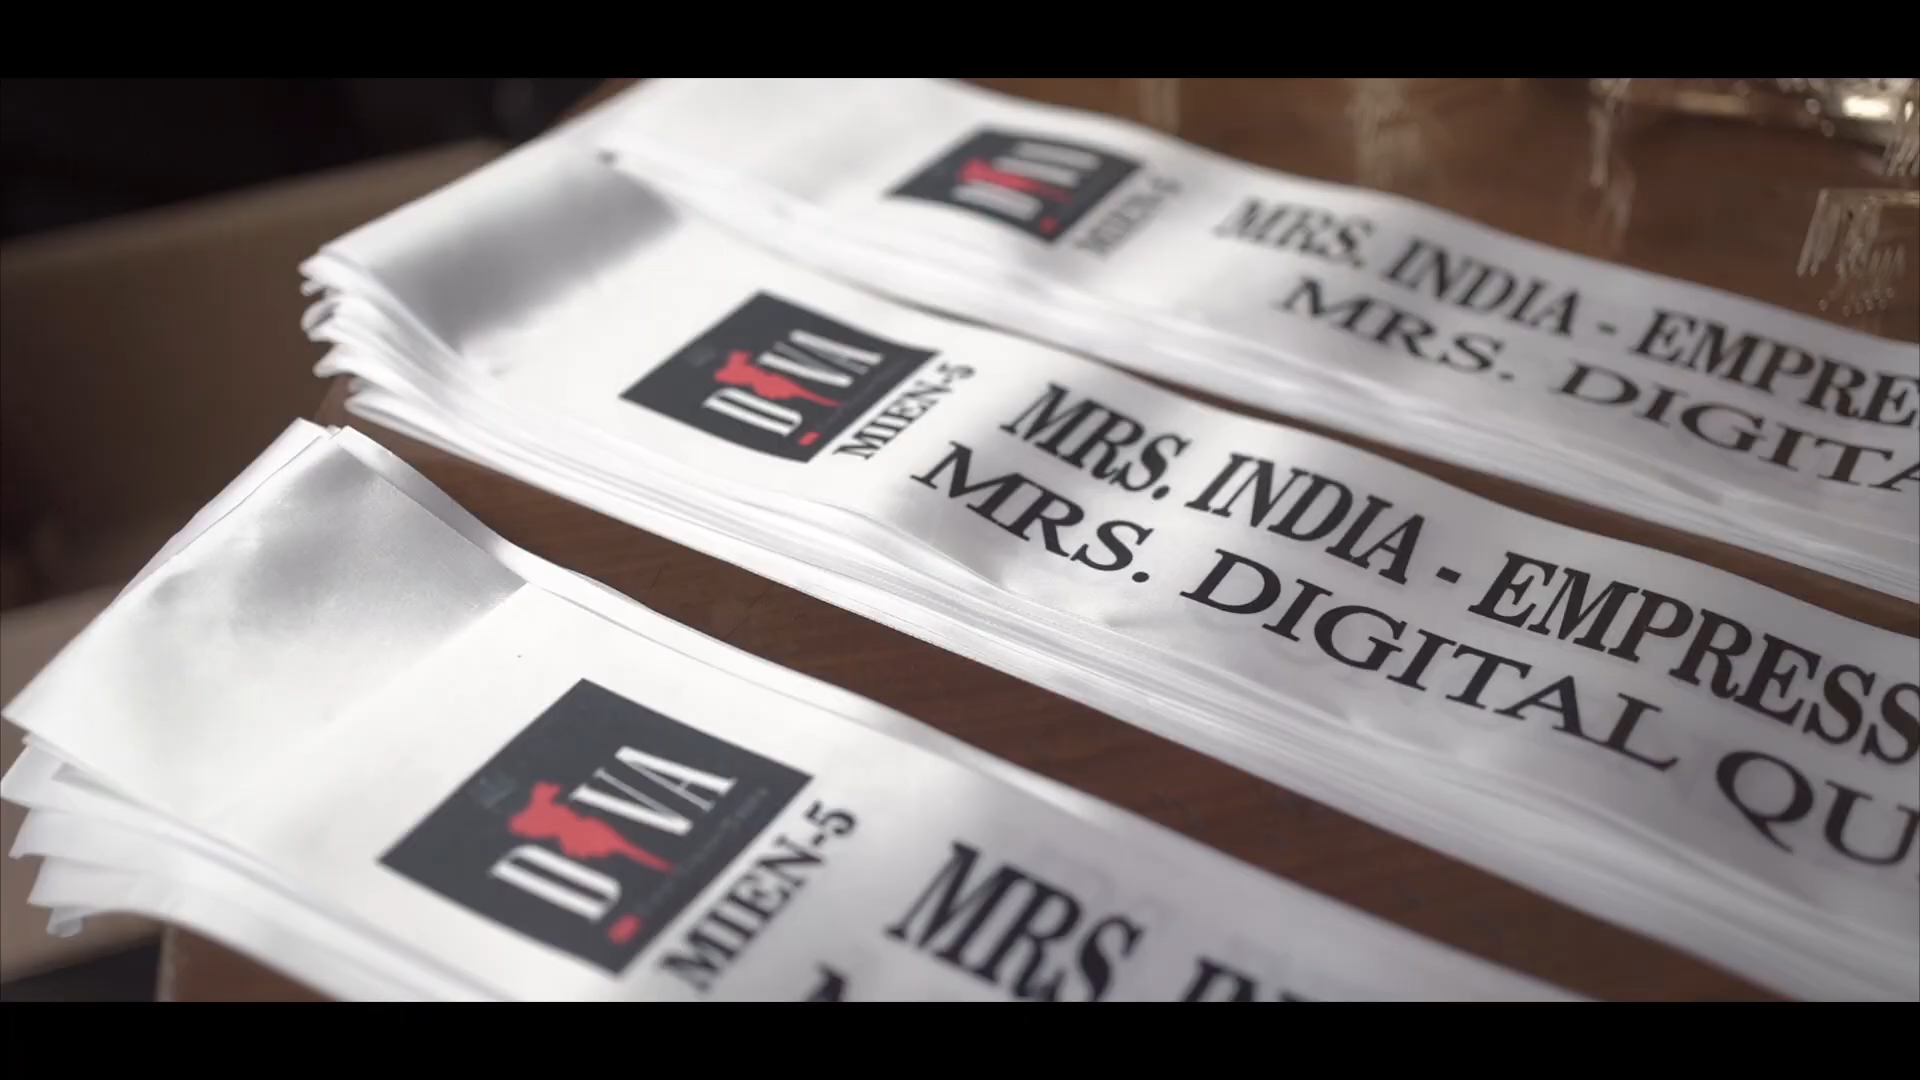 DIVA
MIEN-5
MRS. INDIA - EMPRE
MRS. DIGITA
DIVA
MIEN-5
MRS. INDIA - EMPRESS
MRS. DIGITAL QU
DIVA
MIEN-5
MRS.